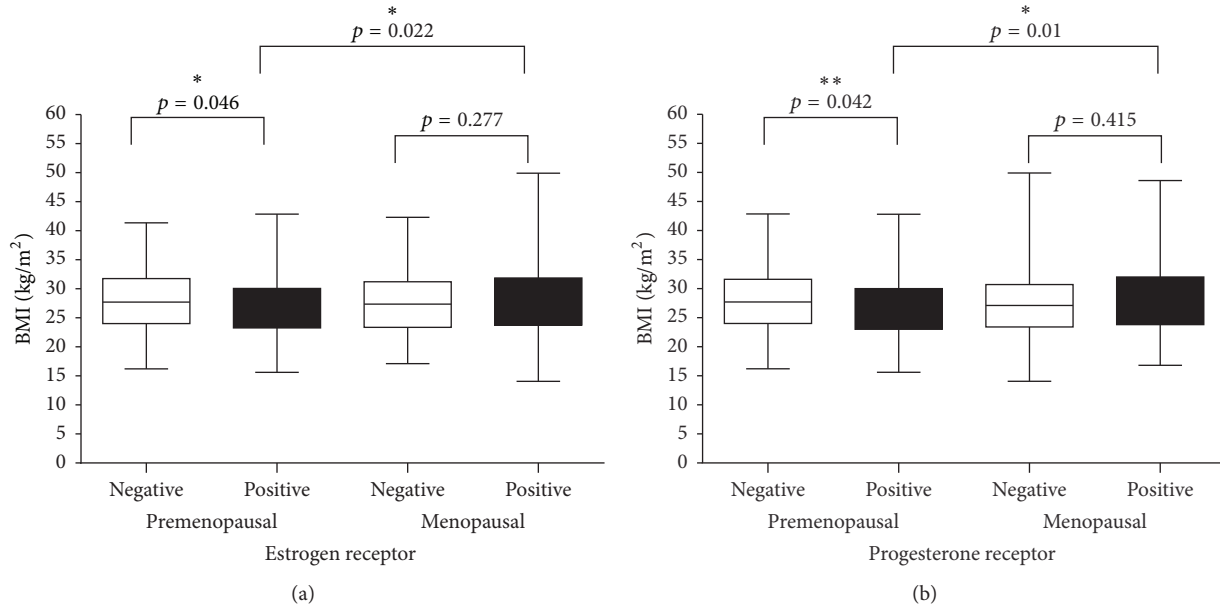 *
p = 0.022
*
p = 0.046
p = 0.277
60
55
50
45
40
35
30
25
20
15
10
5
0
BMI (kg/m²)
Negative Positive Negative Positive
Premenopausal Menopausal
Estrogen receptor
(a)
*
p = 0.01
**
p = 0.042
p = 0.415
60
55
50
45
40
35
30
25
20
15
10
5
0
BMI (kg/m²)
Negative Positive Negative Positive
Premenopausal Menopausal
Progesterone receptor
(b)